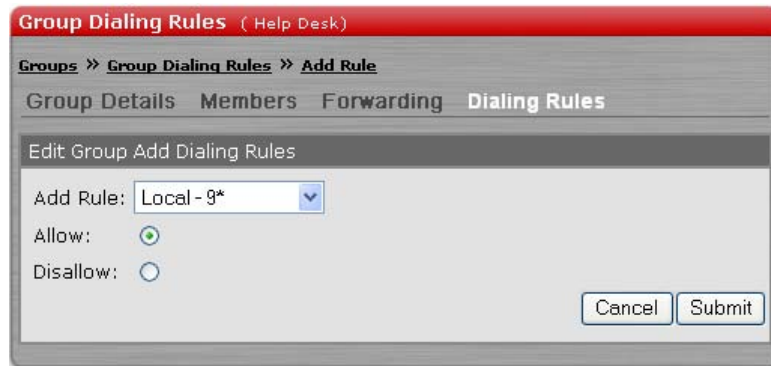 Group Dialing Rules ( Help Desk)
Groups » Group Dialing Rules » Add Rule
Group Details Members Forwarding Dialing Rules
Edit Group Add Dialing Rules
Add Rule: Local - 9*
Allow:
Disallow:
Cancel Submit